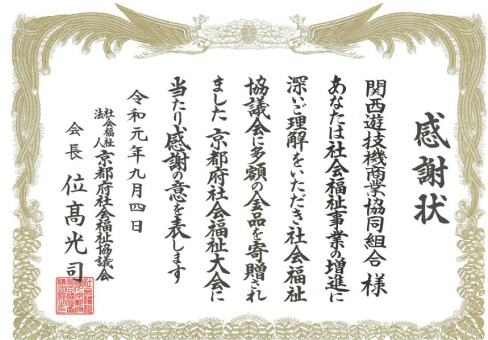 感謝状
関西遊技機商業協同組合 様
あなたは社会福祉事業の増進に
深いご理解をいただき社会福祉
協議会に多額の金品を寄贈され
ました 京都府社会福祉大会に
当たり感謝の意を表します
令和元年九月四日
社会福祉法人 京都府社会福祉協議会
会長 位髙光司